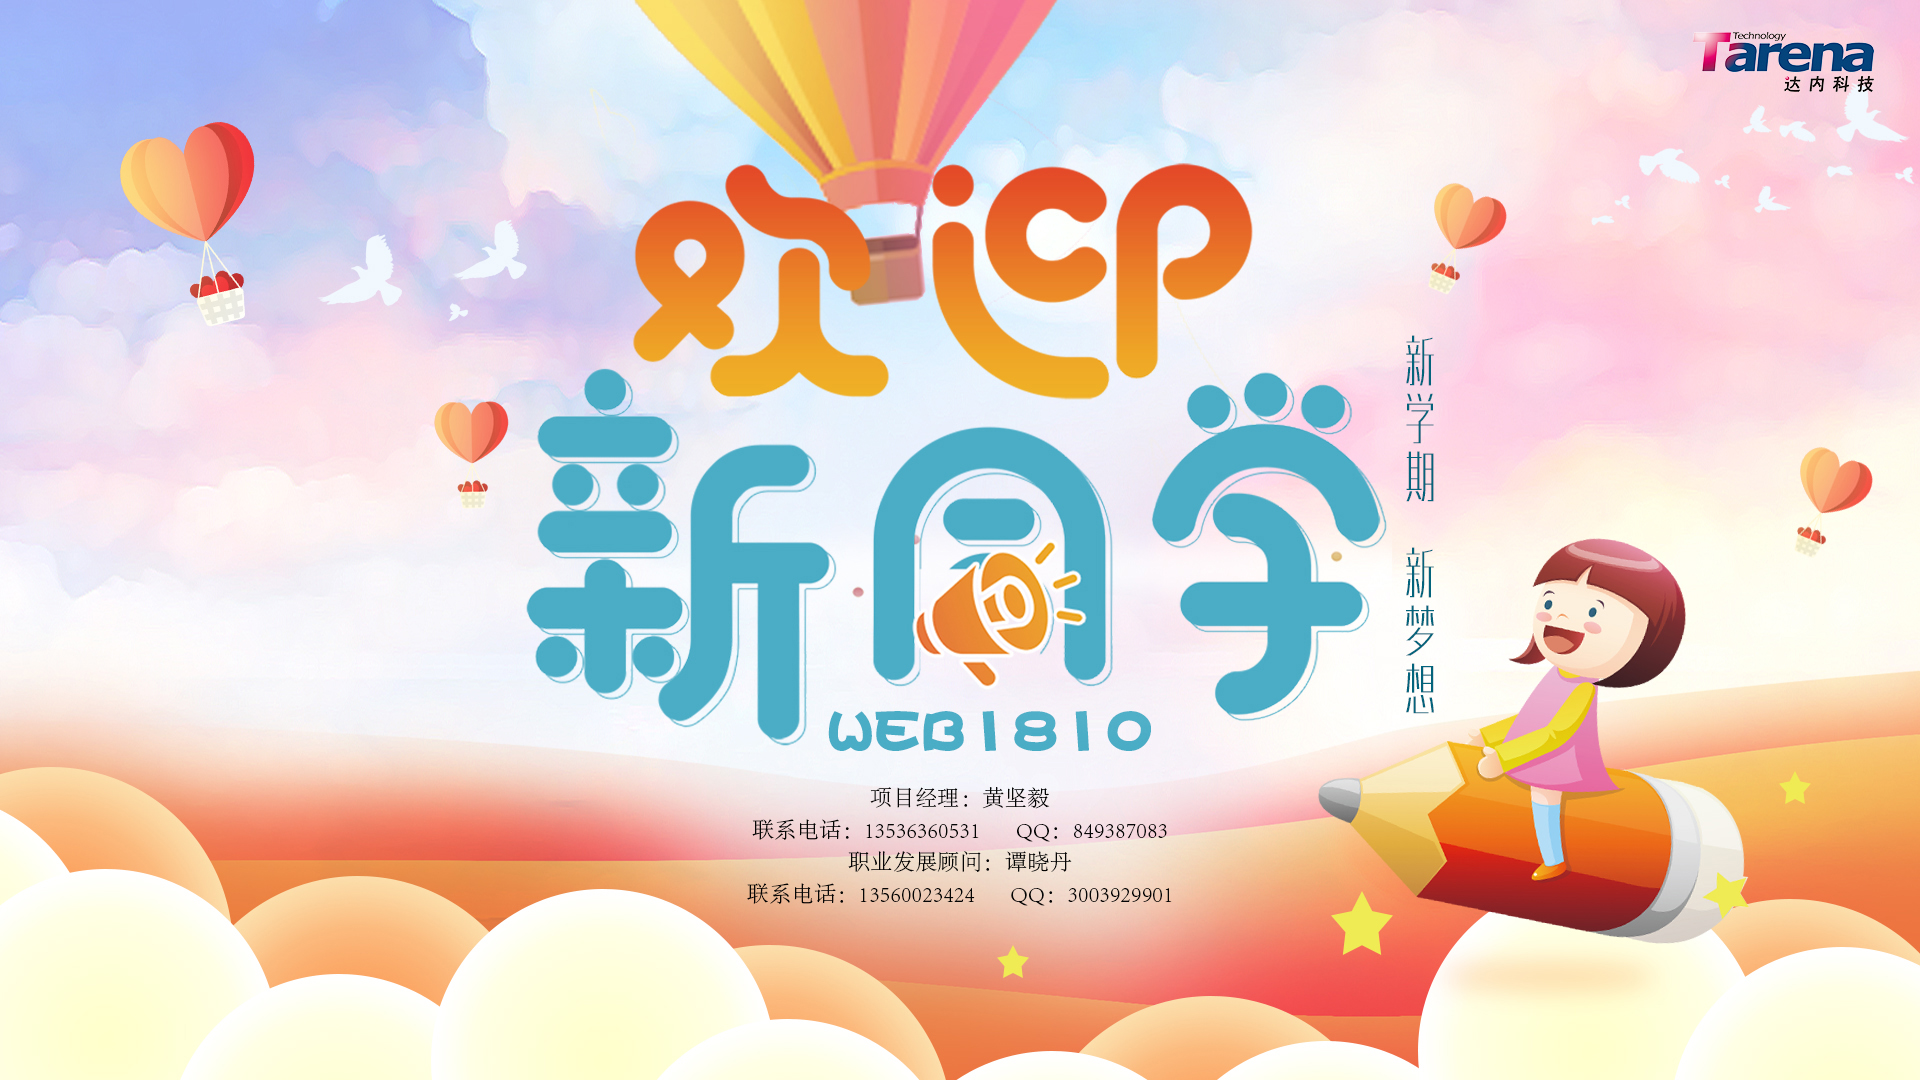 Technology
Tarena
达内科技
欢迎
新同学
新学期 新梦想
WEB1810
项目经理：黄坚毅
联系电话：13536360531 QQ：849387083
职业发展顾问：谭晓丹
联系电话：13560023424 QQ：3003929901